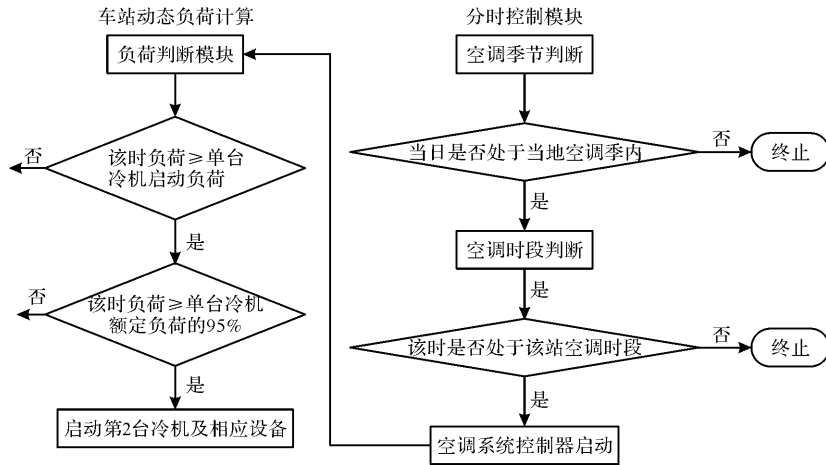 车站动态负荷计算
负荷判断模块
否
该时负荷≥单台
冷机启动负荷
是
否
该时负荷≥单台冷机
额定负荷的95%
是
启动第2台冷机及相应设备
分时控制模块
空调季节判断
当日是否处于当地空调季内
否
终止
是
空调时段判断
是
该时是否处于该站空调时段
否
终止
是
空调系统控制器启动